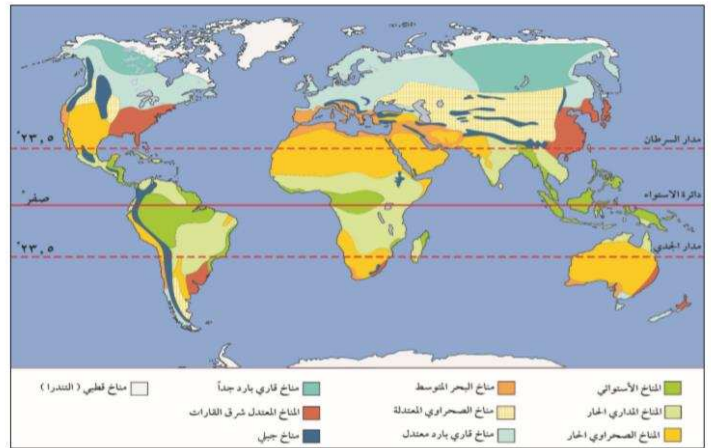 ٢٣,٥°
مدار السرطان
صفر°
دائرة الاستواء
٢٣,٥°
مدار الجدي
المناخ الأستوائي
مناخ البحر المتوسط
مناخ قاري بارد جداً
مناخ قطبي ( التندرا )
المناخ المداري الحار
مناخ الصحراوي المعتدلة
المناخ المعتدل شرق القارات
المناخ الصحراوي الحار
مناخ قاري بارد معتدل
مناخ جبلي